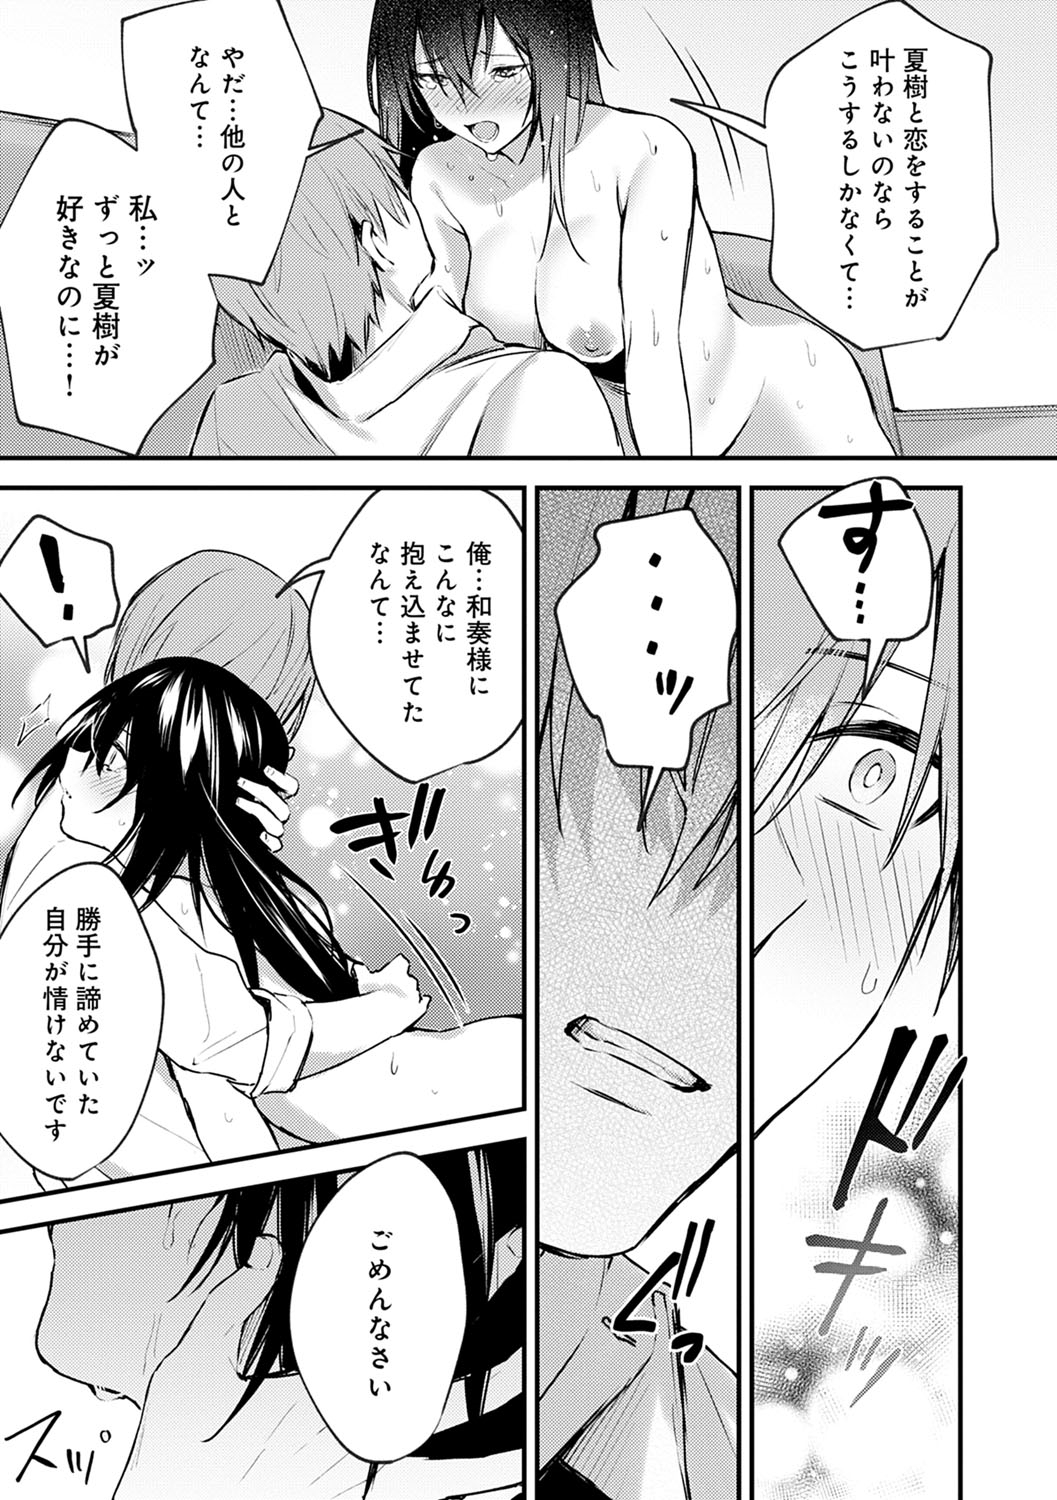 夏樹と恋をすることが
叶わないのなら
こうするしかなくて…
やだ…他の人と
なんて…
私…ッ
ずっと夏樹が
好きなのに……！
す…
ドキッ
……
ぐっ
俺…和奏様に
こんなに
抱え込ませてた
なんて…
！
ぎゅっ
勝手に諦めていた
自分が情けないです
ごめんなさい
スッ